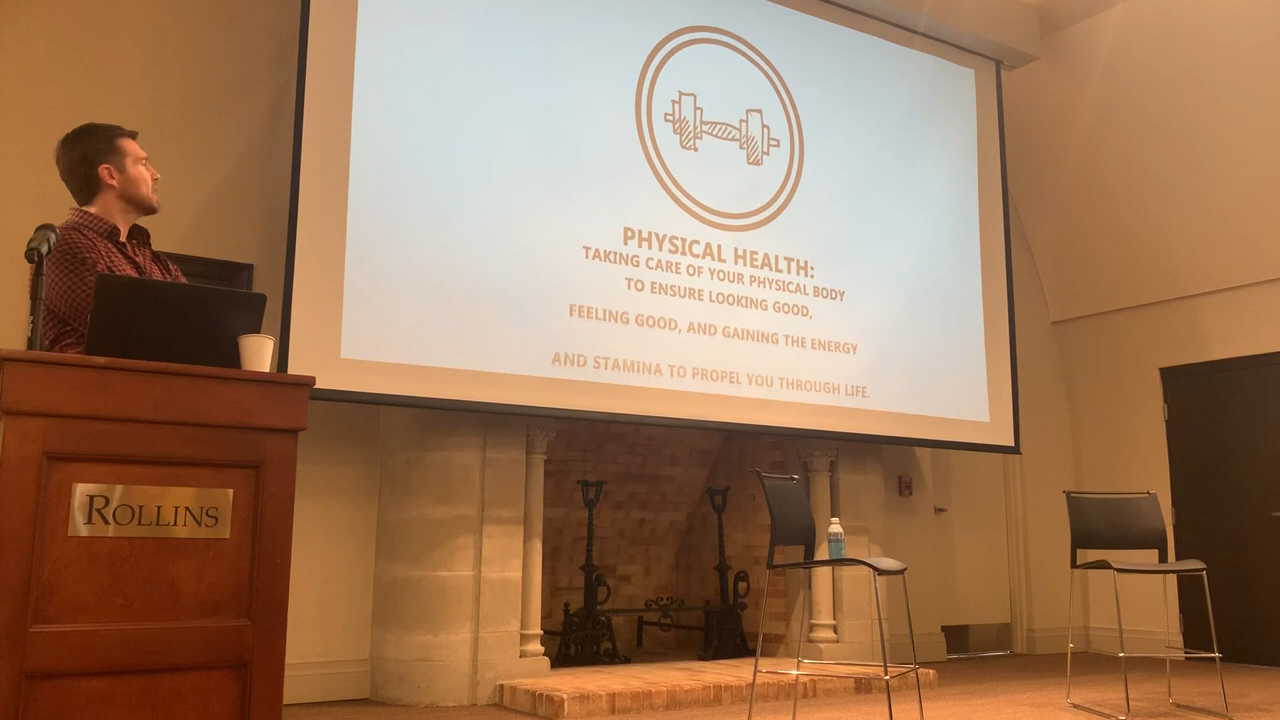 PHYSICAL HEALTH:
TAKING CARE OF YOUR PHYSICAL BODY
TO ENSURE LOOKING GOOD,
FEELING GOOD, AND GAINING THE ENERGY
AND STAMINA TO PROPEL YOU THROUGH LIFE.
ROLLINS